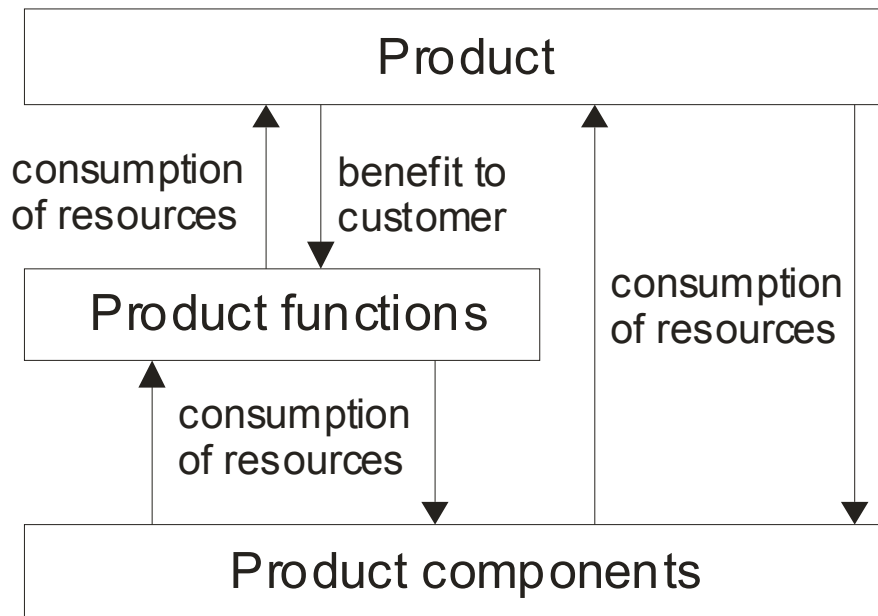 Product
consumption
of resources
benefit to
customer
consumption
of resources
Product functions
consumption
of resources
Product components